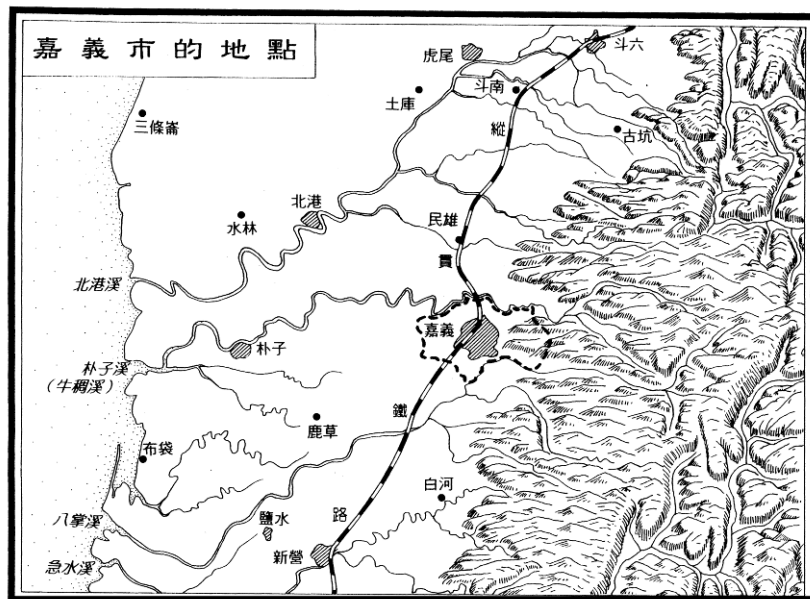 嘉義市的地點
虎尾
斗六
土庫
斗南
三條崙
縱
古坑
北港
水林
民雄
貫
北港溪
嘉義
朴子
朴子溪
（牛稠溪）
鐵
鹿草
布袋
白河
八掌溪
鹽水
路
新營
急水溪